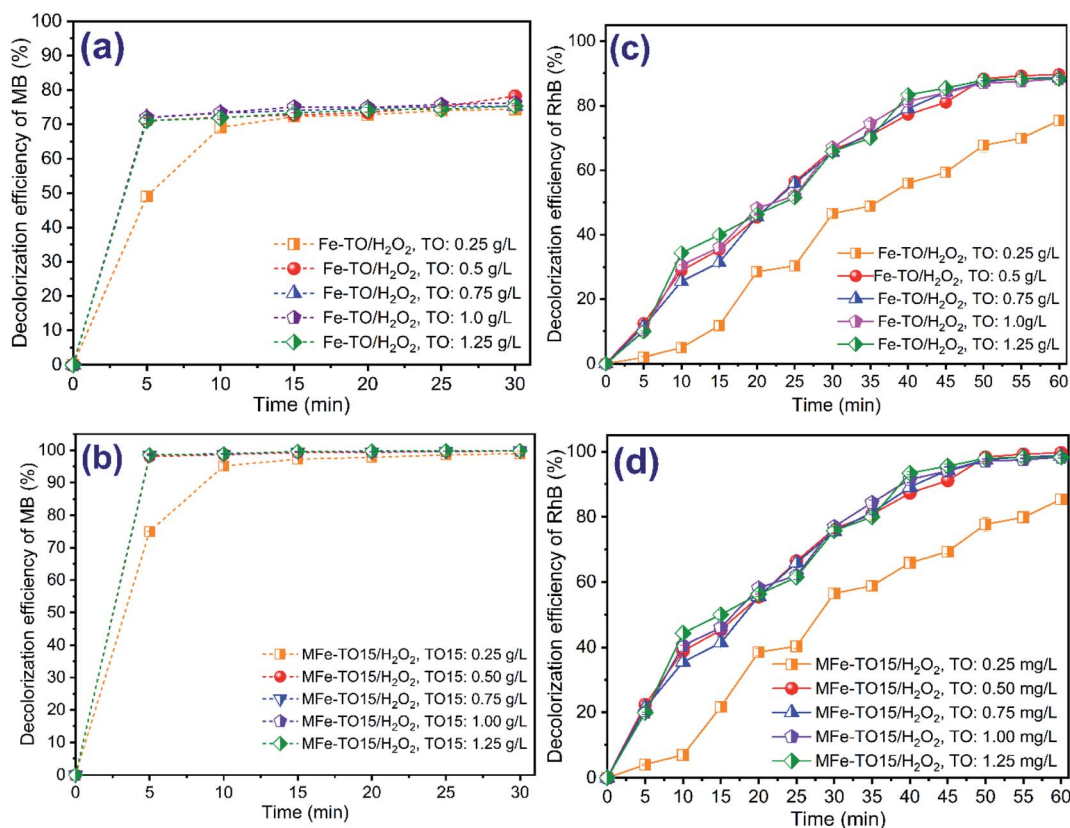 (a)
Decolorization efficiency of MB (%)
100
90
80
70
60
50
40
30
20
10
0
Fe-TO/H₂O₂, TO: 0.25 g/L
Fe-TO/H₂O₂, TO: 0.5 g/L
Fe-TO/H₂O₂, TO: 0.75 g/L
Fe-TO/H₂O₂, TO: 1.0 g/L
Fe-TO/H₂O₂, TO: 1.25 g/L
0 5 10 15 20 25 30
Time (min)
(c)
Decolorization efficiency of RhB (%)
100
80
60
40
20
0
Fe-TO/H₂O₂, TO: 0.25 g/L
Fe-TO/H₂O₂, TO: 0.5 g/L
Fe-TO/H₂O₂, TO: 0.75 g/L
Fe-TO/H₂O₂, TO: 1.0g/L
Fe-TO/H₂O₂, TO: 1.25 g/L
0 5 10 15 20 25 30 35 40 45 50 55 60
Time (min)
(b)
Decolorization efficiency of MB (%)
100
90
80
70
60
50
40
30
20
10
0
MFe-TO15/H₂O₂, TO15: 0.25 g/L
MFe-TO15/H₂O₂, TO15: 0.50 g/L
MFe-TO15/H₂O₂, TO15: 0.75 g/L
MFe-TO15/H₂O₂, TO15: 1.00 g/L
MFe-TO15/H₂O₂, TO15: 1.25 g/L
0 5 10 15 20 25 30
Time (min)
(d)
Decolorization efficiency of RhB (%)
100
80
60
40
20
0
MFe-TO15/H₂O₂, TO: 0.25 mg/L
MFe-TO15/H₂O₂, TO: 0.50 mg/L
MFe-TO15/H₂O₂, TO: 0.75 mg/L
MFe-TO15/H₂O₂, TO: 1.00 mg/L
MFe-TO15/H₂O₂, TO: 1.25 mg/L
0 5 10 15 20 25 30 35 40 45 50 55 60
Time (min)